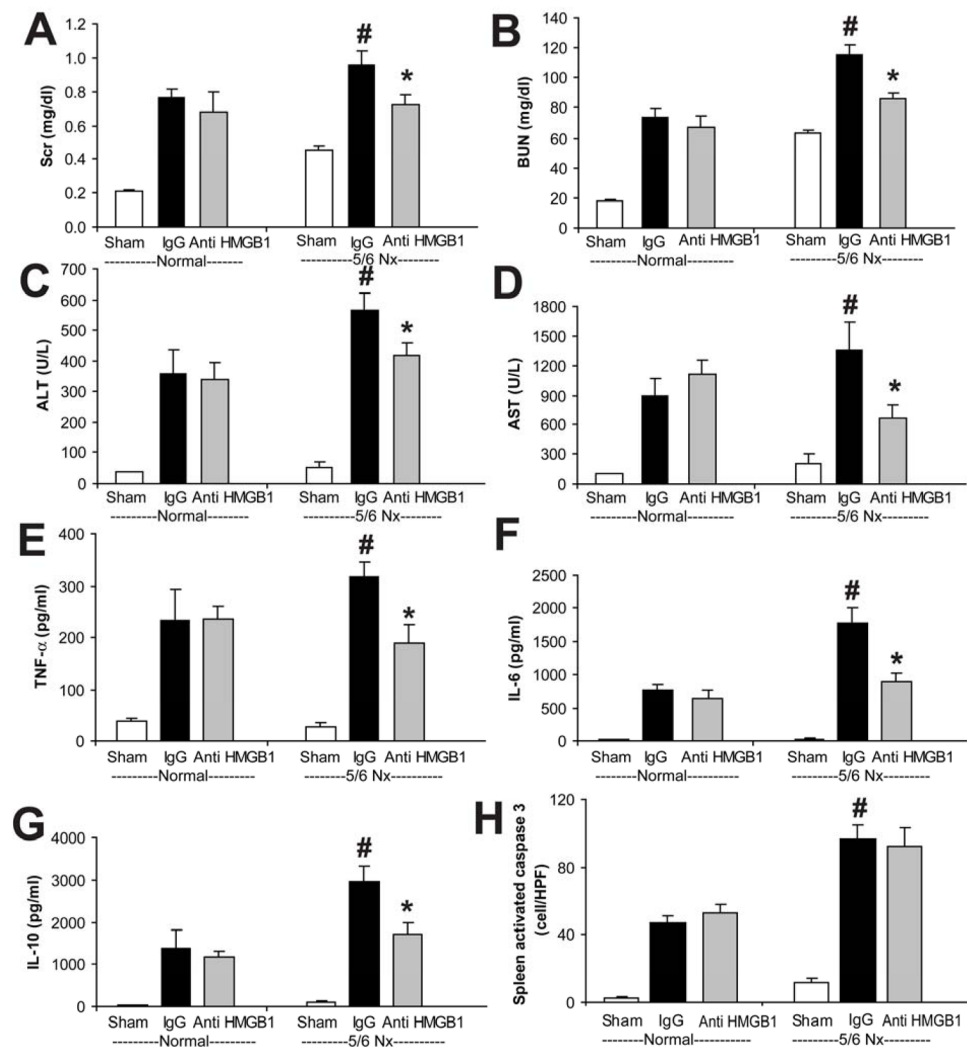 A
Scr (mg/dl)
1.2
1.0
0.8
0.6
0.4
0.2
0.0
#
*
Sham IgG Anti HMGB1 Sham IgG Anti HMGB1
----------Normal------- ----------5/6 Nx---------
B
BUN (mg/dl)
140
120
100
80
60
40
20
0
#
*
Sham IgG Anti HMGB1 Sham IgG Anti HMGB1
----------Normal-------- ----------5/6 Nx---------
C
ALT (U/L)
700
600
500
400
300
200
100
0
#
*
Sham IgG Anti HMGB1 Sham IgG Anti HMGB1
----------Normal-------- ----------5/6 Nx---------
D
AST (U/L)
1800
1500
1200
900
600
300
0
#
*
Sham IgG Anti HMGB1 Sham IgG Anti HMGB1
----------Normal--------- ----------5/6 Nx---------
E
TNF-α (pg/ml)
400
300
200
100
0
#
*
Sham IgG Anti HMGB1 Sham IgG Anti HMGB1
----------Normal--------- --------5/6 Nx-----------
F
IL-6 (pg/ml)
2500
2000
1500
1000
500
0
#
*
Sham IgG Anti HMGB1 Sham IgG Anti HMGB1
----------Normal---------- ---------5/6 Nx----------
G
IL-10 (pg/ml)
4000
3000
2000
1000
0
#
*
Sham IgG Anti HMGB1 Sham IgG Anti HMGB1
---------Normal---------- --------5/6 Nx-----------
H
Spleen activated caspase 3
(cell/HPF)
120
80
40
0
#
Sham IgG Anti HMGB1 Sham IgG Anti HMGB1
---------Normal---------- --------5/6 Nx----------